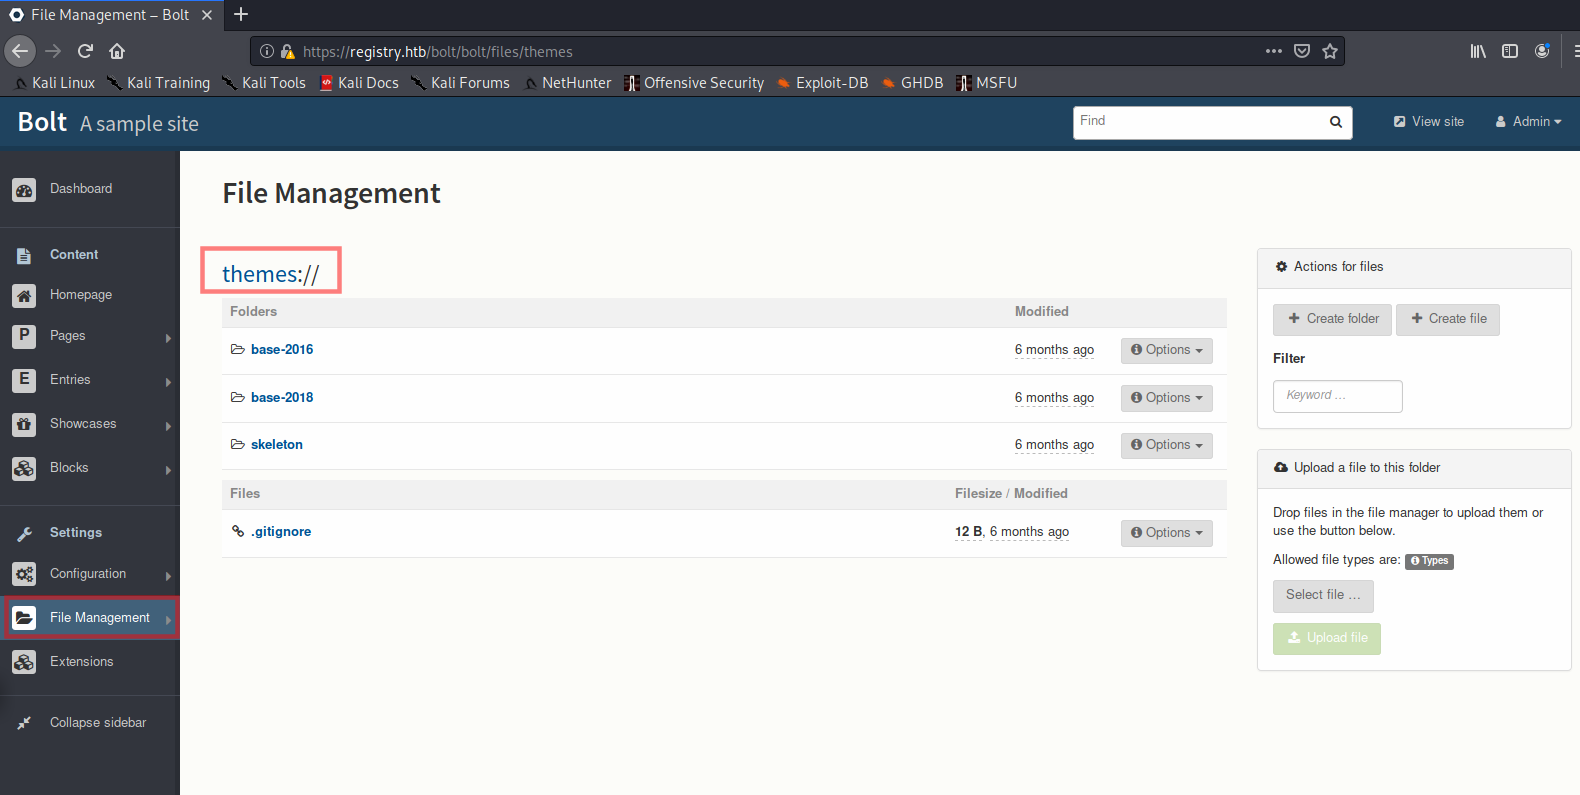 File Management – Bolt
https://registry.htb/bolt/bolt/files/themes
Kali Linux Kali Training Kali Tools Kali Docs Kali Forums NetHunter Offensive Security Exploit-DB GHDB MSFU
Bolt A sample site
Find
View site
Admin
Dashboard
Content
Homepage
P Pages
E Entries
Showcases
Blocks
Settings
Configuration
File Management
Extensions
Collapse sidebar
File Management
themes://
Folders Modified
base-2016 6 months ago Options
base-2018 6 months ago Options
skeleton 6 months ago Options
Files Filesize / Modified
.gitignore 12 B, 6 months ago Options
Actions for files
Create folder Create file
Filter
Keyword ...
Upload a file to this folder
Drop files in the file manager to upload them or
use the button below.
Allowed file types are: Types
Select file ...
Upload file